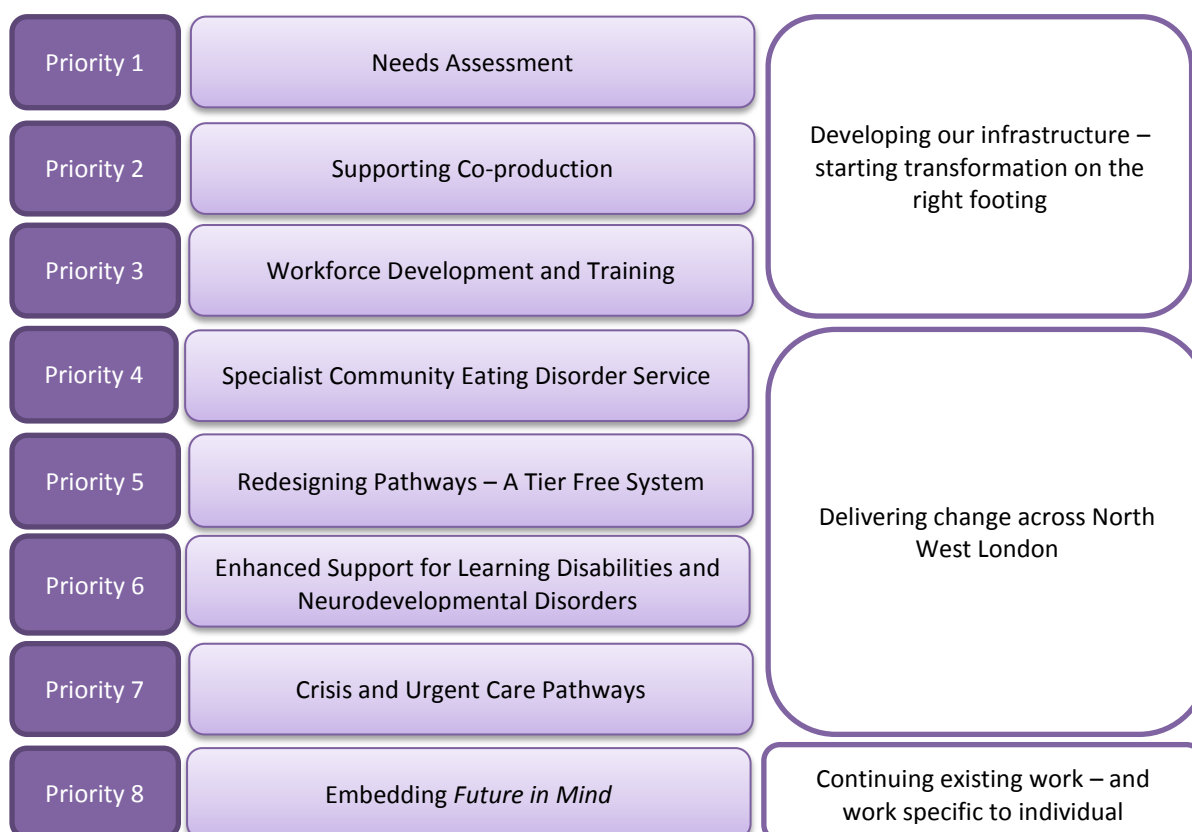 Priority 1
Needs Assessment
Priority 2
Supporting Co-production
Priority 3
Workforce Development and Training
Developing our infrastructure –
starting transformation on the
right footing
Priority 4
Specialist Community Eating Disorder Service
Priority 5
Redesigning Pathways – A Tier Free System
Priority 6
Enhanced Support for Learning Disabilities and
Neurodevelopmental Disorders
Priority 7
Crisis and Urgent Care Pathways
Delivering change across North
West London
Priority 8
Embedding Future in Mind
Continuing existing work – and
work specific to individual